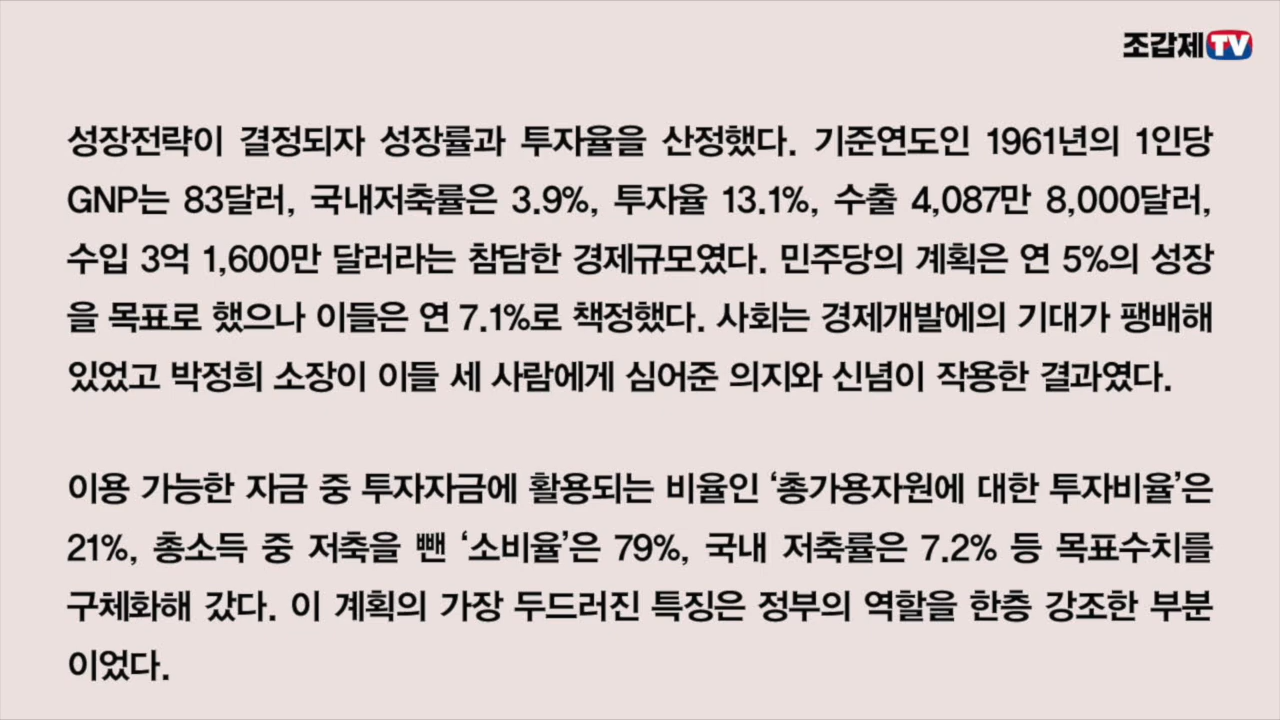 조갑제TV
성장전략이 결정되자 성장률과 투자율을 산정했다. 기준연도인 1961년의 1인당
GNP는 83달러, 국내저축률은 3.9%, 투자율 13.1%, 수출 4,087만 8,000달러,
수입 3억 1,600만 달러라는 참담한 경제규모였다. 민주당의 계획은 연 5%의 성장
을 목표로 했으나 이들은 연 7.1%로 책정했다. 사회는 경제개발에의 기대가 팽배해
있었고 박정희 소장이 이들 세 사람에게 심어준 의지와 신념이 작용한 결과였다.
이용 가능한 자금 중 투자자금에 활용되는 비율인 ‘총가용자원에 대한 투자비율’은
21%, 총소득 중 저축을 뺀 ‘소비율’은 79%, 국내 저축률은 7.2% 등 목표수치를
구체화해 갔다. 이 계획의 가장 두드러진 특징은 정부의 역할을 한층 강조한 부분
이었다.